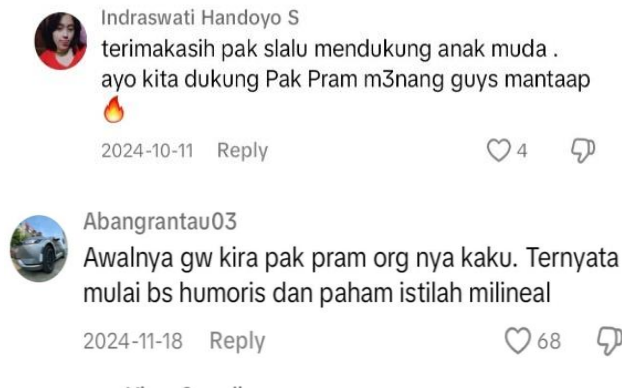 Indraswati Handoyo S
terimakasih pak slalu mendukung anak muda .
ayo kita dukung Pak Pram m3nang guys mantaap
🔥
2024-10-11 Reply 4
Abangrantau03
Awalnya gw kira pak pram org nya kaku. Ternyata
mulai bs humoris dan paham istilah milineal
2024-11-18 Reply 68